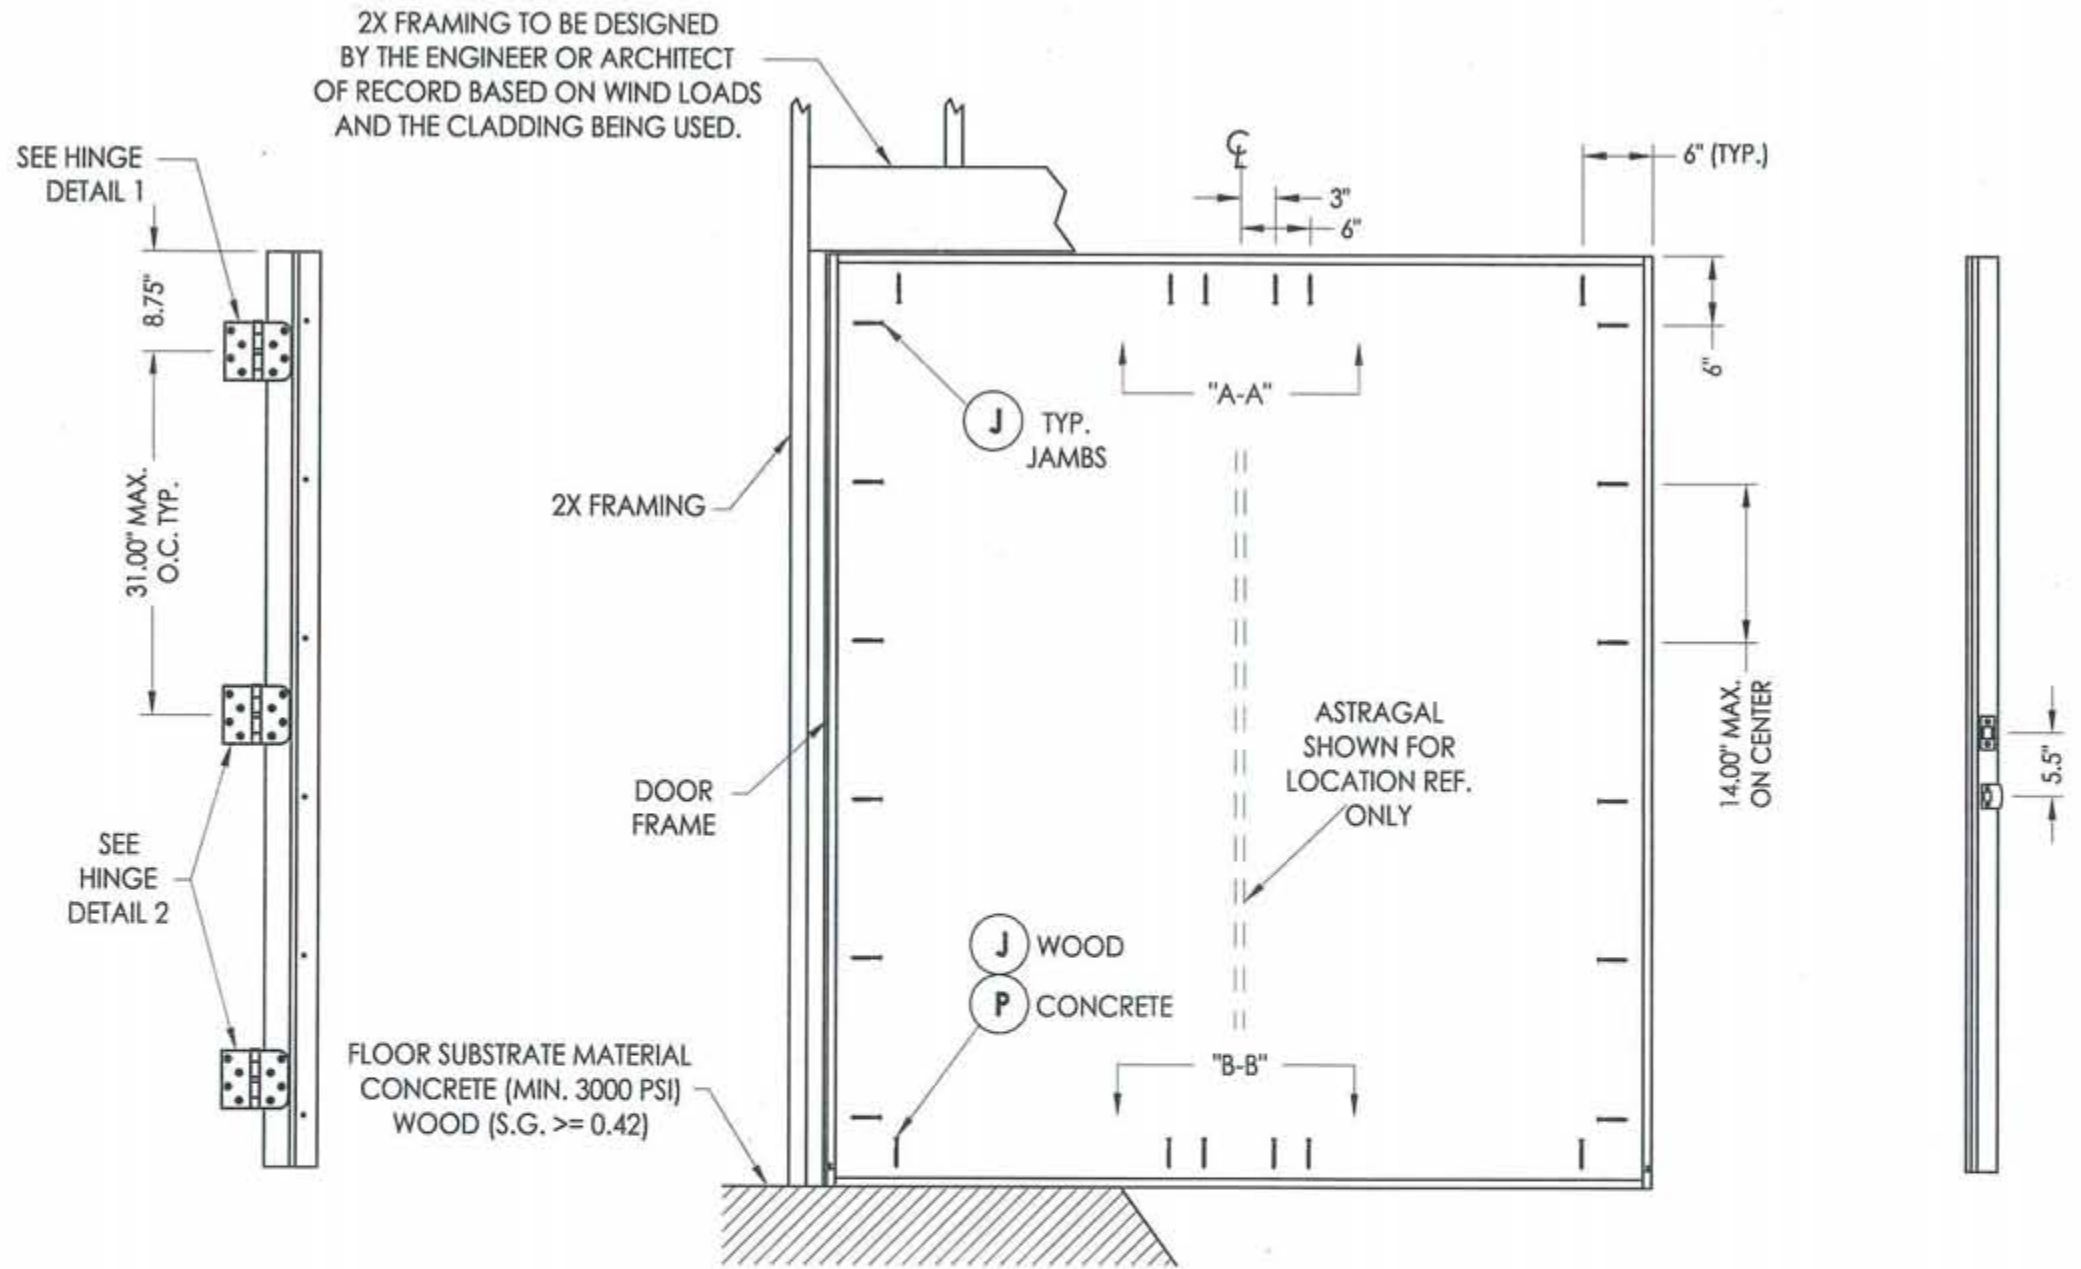 2X FRAMING TO BE DESIGNED
BY THE ENGINEER OR ARCHITECT
OF RECORD BASED ON WIND LOADS
AND THE CLADDING BEING USED.
SEE HINGE
DETAIL 1
8.75"
31.00" MAX.
O.C. TYP.
SEE
HINGE
DETAIL 2
2X FRAMING
DOOR
FRAME
FLOOR SUBSTRATE MATERIAL
CONCRETE (MIN. 3000 PSI)
WOOD (S.G. >= 0.42)
℄
3"
6"
6" (TYP.)
6"
"A-A"
J TYP.
JAMBS
14.00" MAX.
ON CENTER
ASTRAGAL
SHOWN FOR
LOCATION REF.
ONLY
J WOOD
P CONCRETE
"B-B"
5.5"